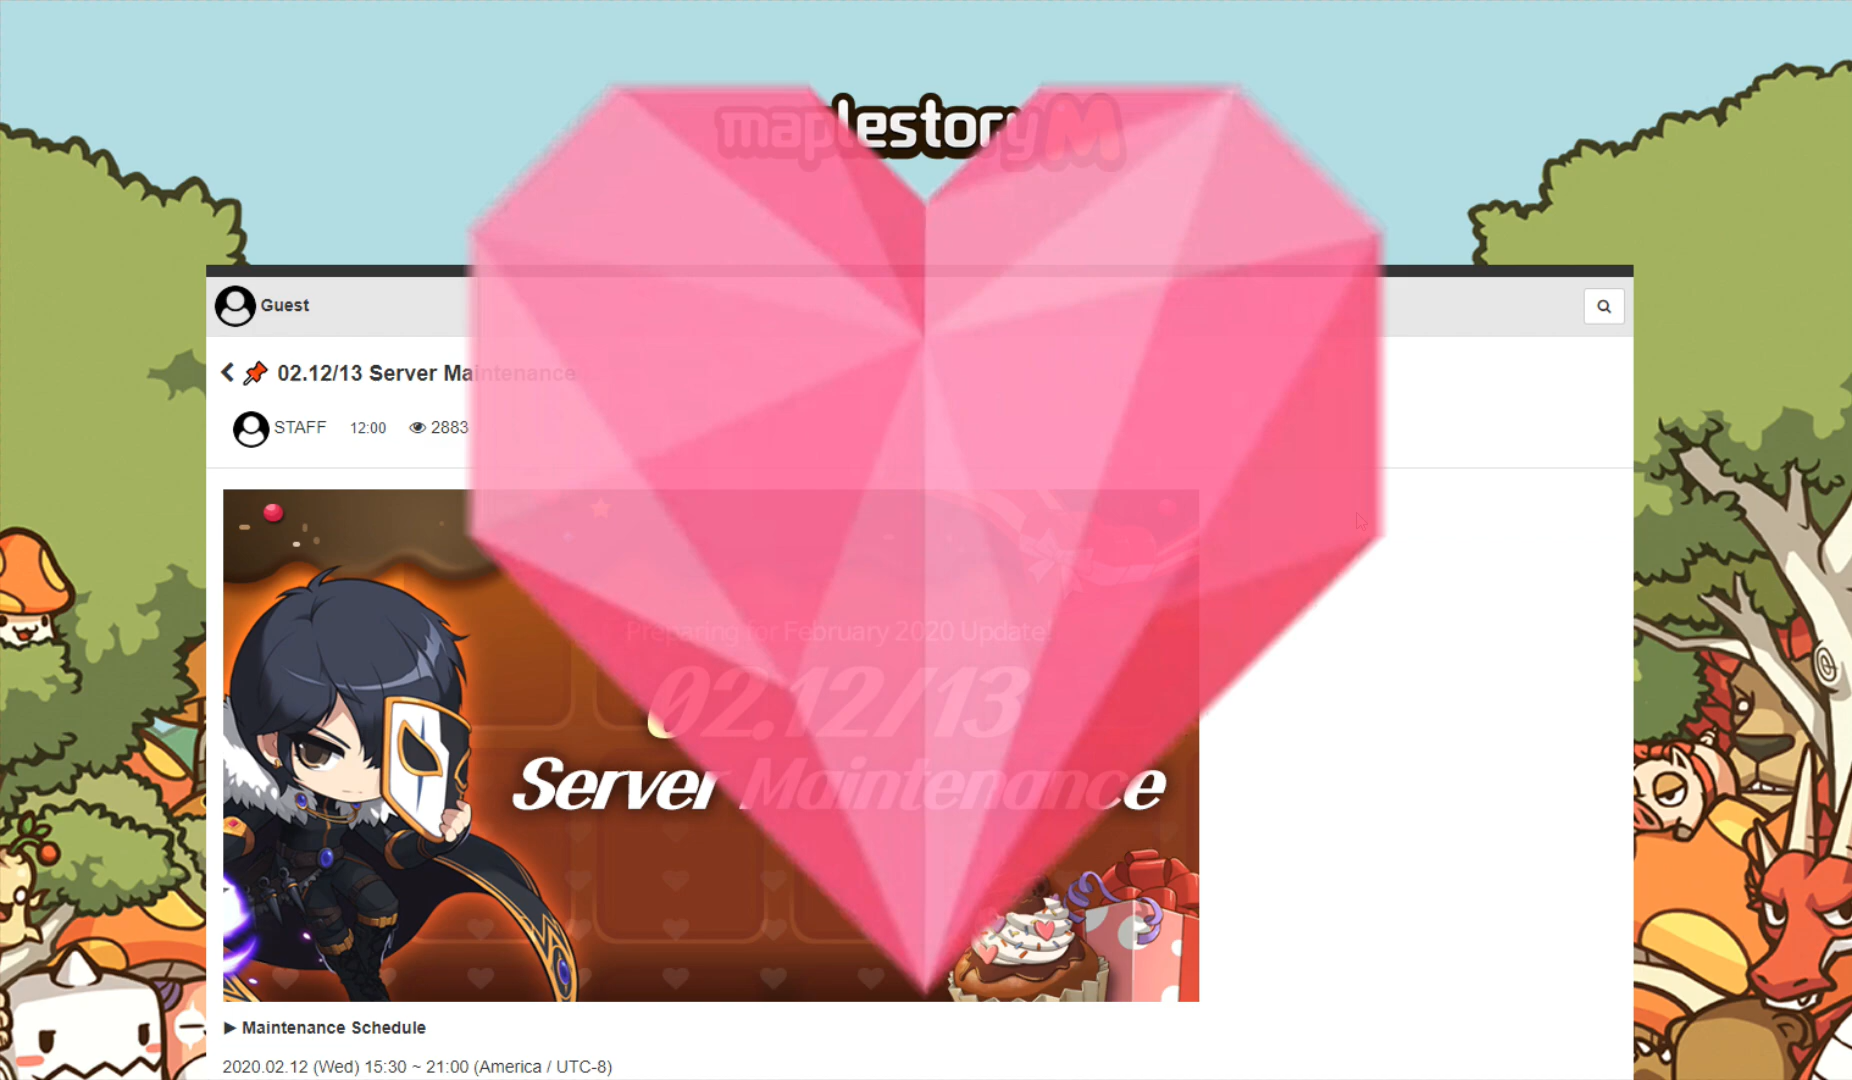 maplestory M
Guest
02.12/13 Server Maintenance
STAFF 12:00 2883
Preparing for February 2020 Update!
02.12/13
Server Maintenance
▶ Maintenance Schedule
2020.02.12 (Wed) 15:30 ~ 21:00 (America / UTC-8)